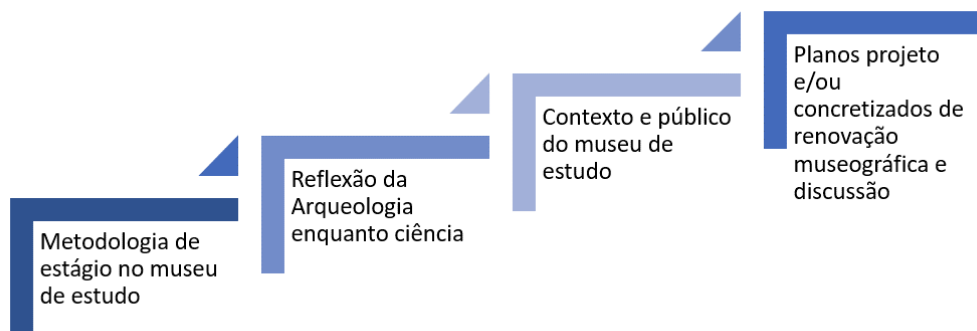 Metodologia de
estágio no museu
de estudo
Reflexão da
Arqueologia
enquanto ciência
Contexto e público
do museu de
estudo
Planos projeto
e/ou
concretizados de
renovação
museográfica e
discussão